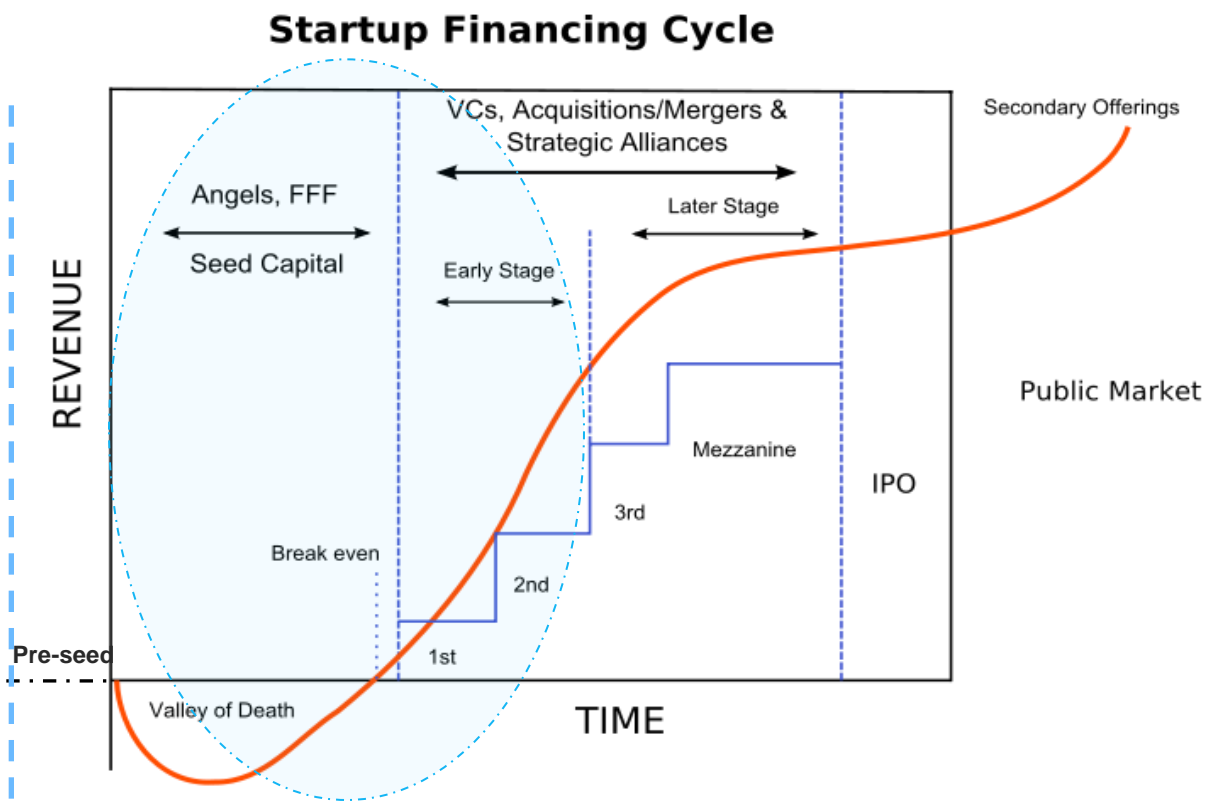 Startup Financing Cycle
VCs, Acquisitions/Mergers &
Strategic Alliances
Secondary Offerings
Angels, FFF
Later Stage
Seed Capital
Early Stage
REVENUE
Public Market
Mezzanine
IPO
3rd
Break even
2nd
Pre-seed
1st
Valley of Death
TIME